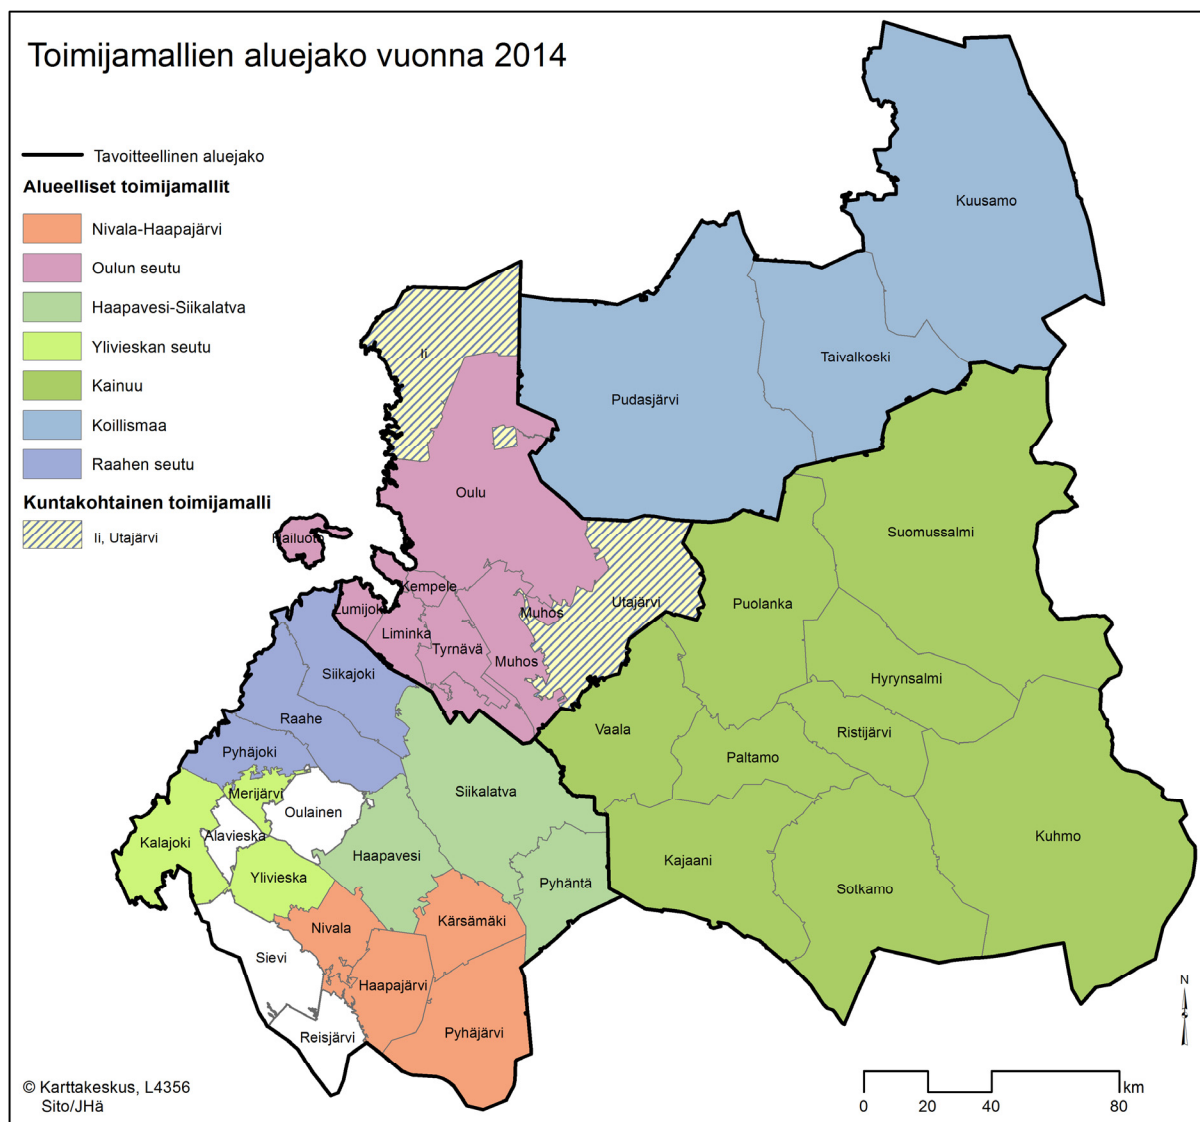 Toimijamallien aluejako vuonna 2014
Tavoitteellinen aluejako
Alueelliset toimijamallit
Nivala-Haapajärvi
Oulun seutu
Haapavesi-Siikalatva
Ylivieskan seutu
Kainuu
Koillismaa
Raahen seutu
Kuntakohtainen toimijamalli
Ii, Utajärvi
Kuusamo
Ii
Taivalkoski
Pudasjärvi
Oulu
Suomussalmi
Hailuoto
Kempele
Puolanka
Utajärvi
Lumijoki
Muhos
Liminka
Tyrnävä
Muhos
Siikajoki
Hyrynsalmi
Raahe
Vaala
Ristijärvi
Pyhäjoki
Paltamo
Merijärvi
Siikalatva
Oulainen
Alavieska
Kuhmo
Kalajoki
Haapavesi
Kajaani
Ylivieska
Pyhäntä
Sotkamo
Kärsämäki
Nivala
Sievi
Haapajärvi
Reisjärvi
Pyhäjärvi
N
© Karttakeskus, L4356
Sito/JHä
km
0 20 40 80